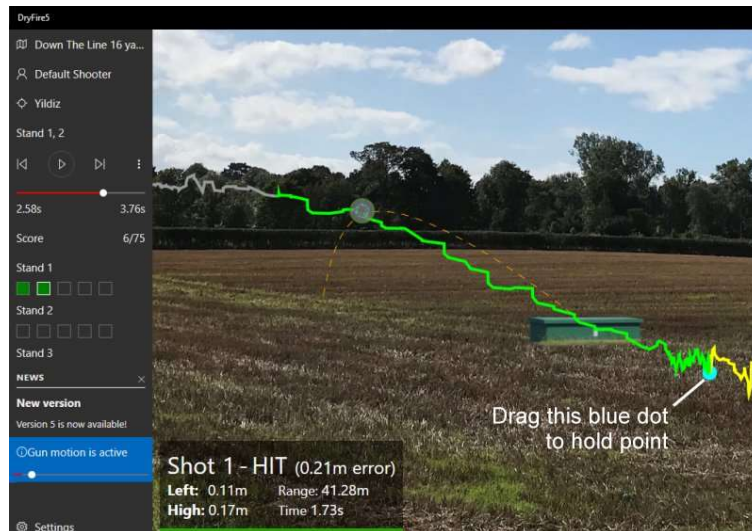 DryFire5
Down The Line 16 ya...
Default Shooter
Yildiz
Stand 1, 2
2.58s 3.76s
Score 6/75
Stand 1
Stand 2
Stand 3
NEWS
New version
Version 5 is now available!
Gun motion is active
Settings
Drag this blue dot
to hold point
Shot 1 - HIT (0.21m error)
Left: 0.11m Range: 41.28m
High: 0.17m Time 1.73s